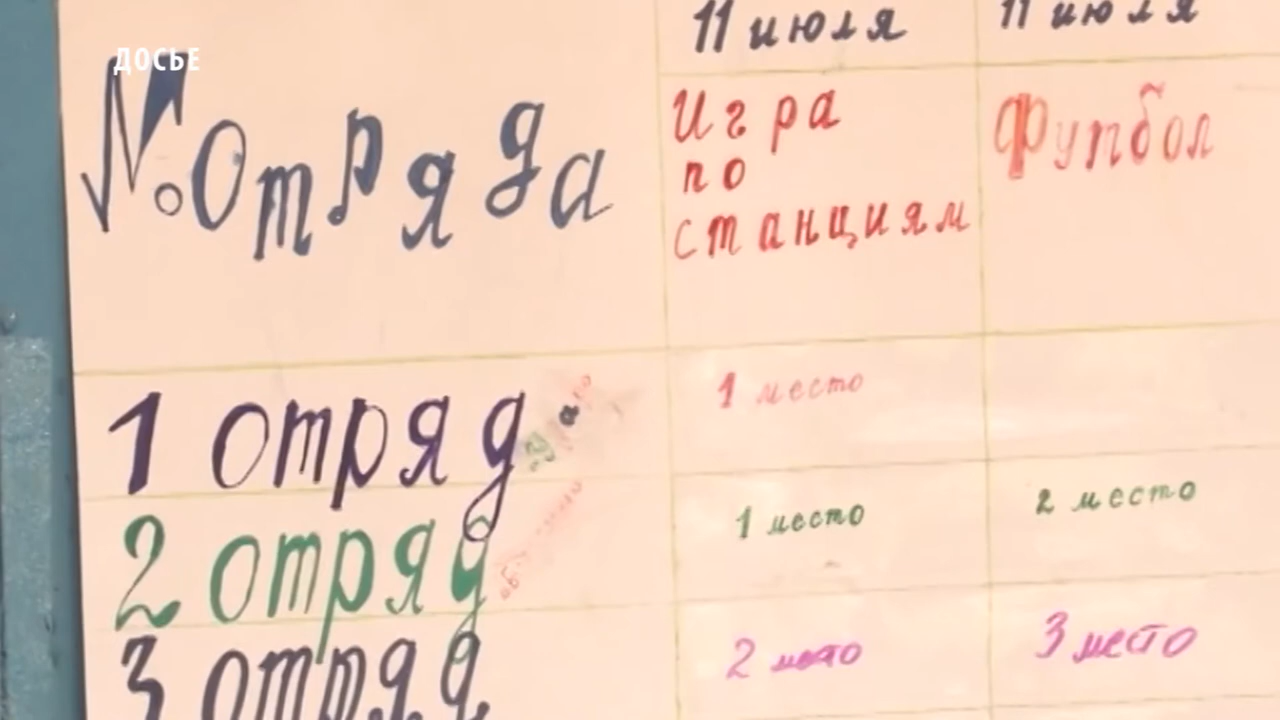 ДОСЬЕ
11 июля 11 июля
№ Отряда
Игра
по
станциям
Футбол
1 отряд 1 место
2 отряд 1 место 2 место
3 отряд 2 место 3 место